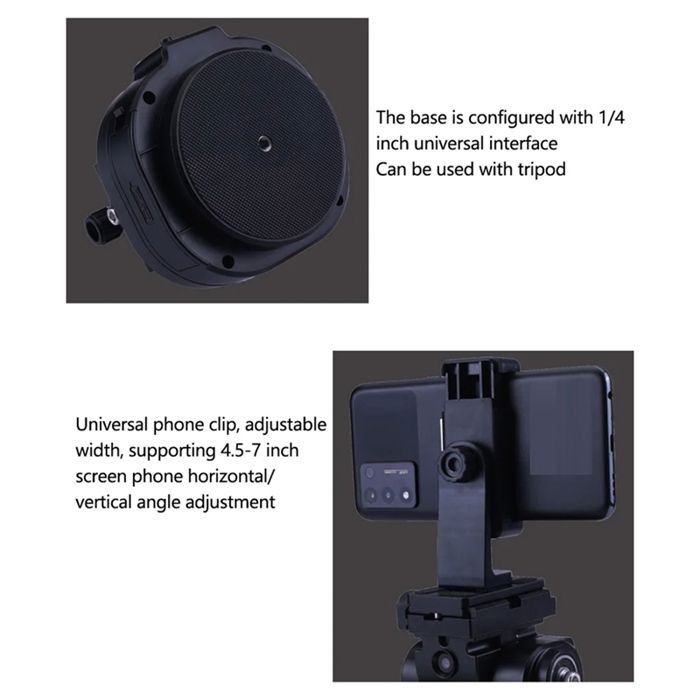 The base is configured with 1/4
inch universal interface
Can be used with tripod
Universal phone clip, adjustable
width, supporting 4.5-7 inch
screen phone horizontal/
vertical angle adjustment